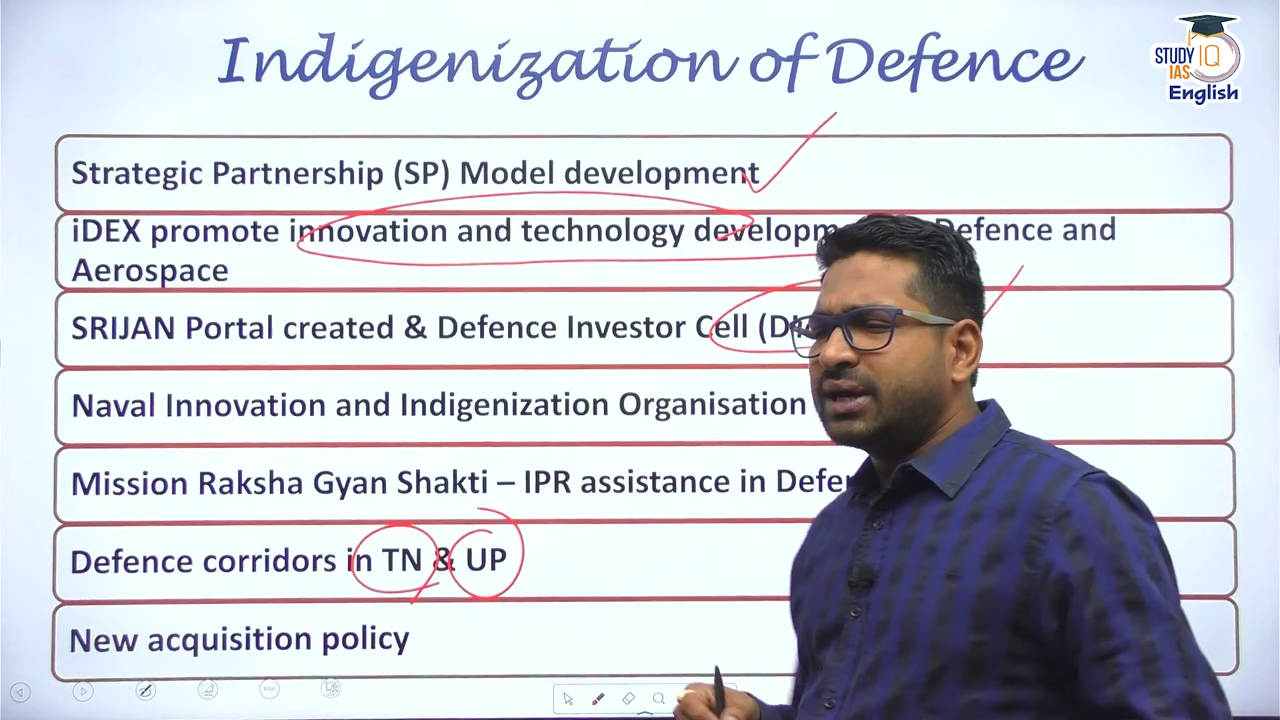 Indigenization of Defence
STUDY IQ
IAS
English
Strategic Partnership (SP) Model development
iDEX promote innovation and technology Defence and
Aerospace
SRIJAN Portal created & Defence Investor Cell
Naval Innovation and Indigenization Organisation
Mission Raksha Gyan Shakti – IPR assistance in
Defence corridors in TN & UP
New acquisition policy